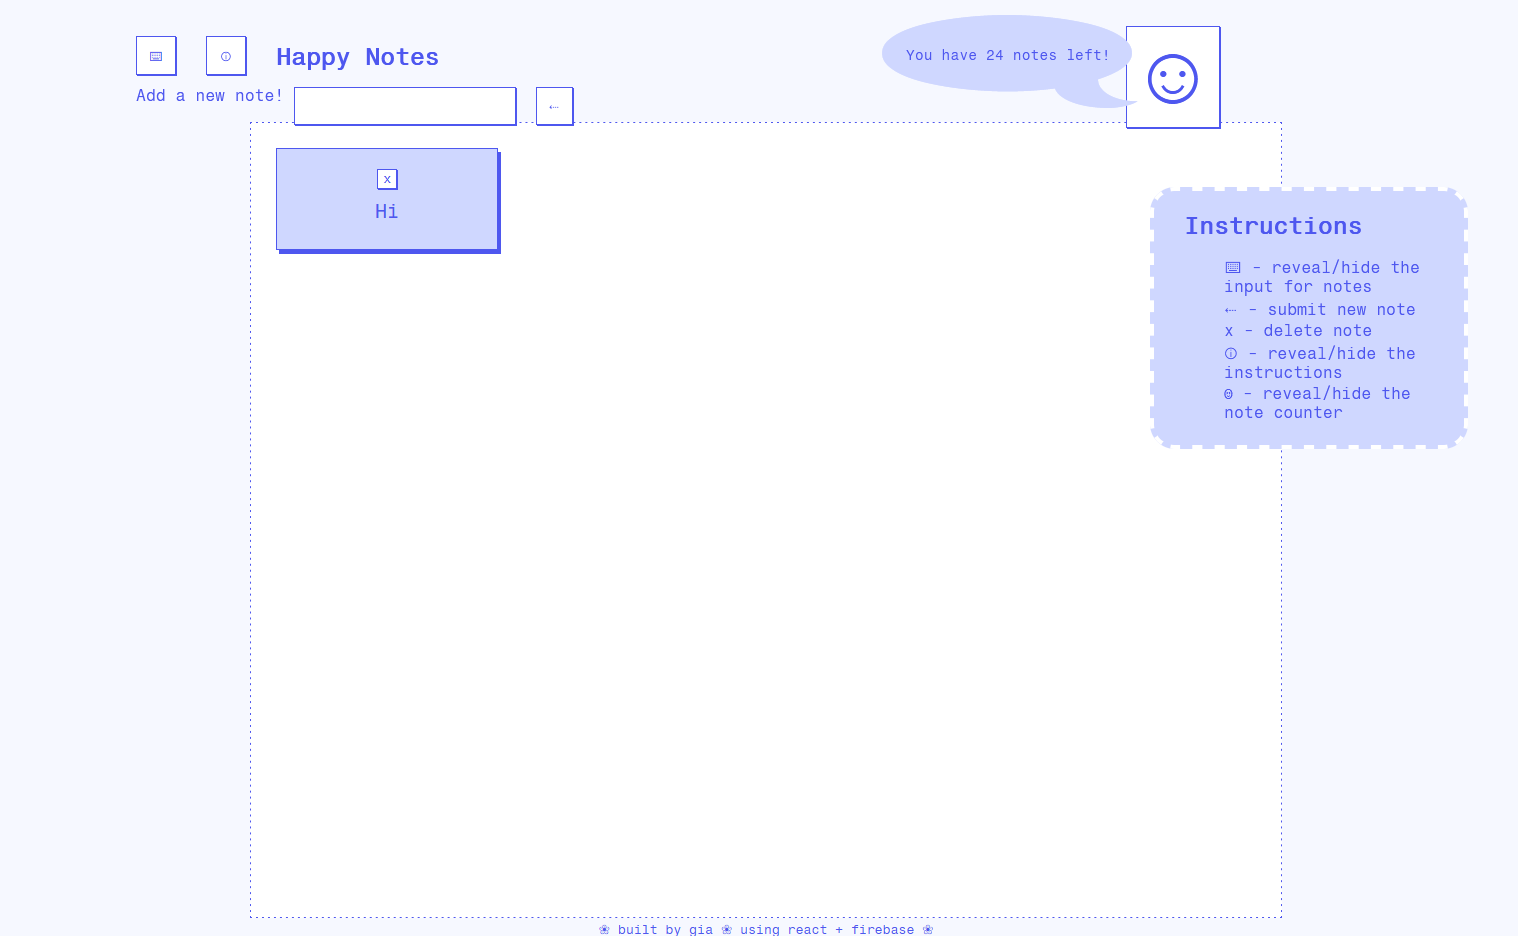 ⌨ ⓘ Happy Notes
You have 24 notes left!
Add a new note! ⇠
x
Hi
Instructions
⌨ - reveal/hide the
input for notes
⇠ - submit new note
x - delete note
ⓘ - reveal/hide the
instructions
☺ - reveal/hide the
note counter
❀ built by gia ❀ using react + firebase ❀